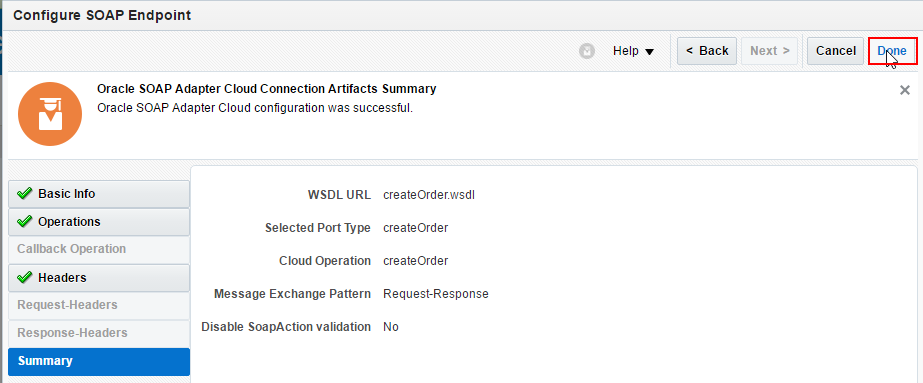 Configure SOAP Endpoint
Help
< Back
Next >
Cancel
Done
Oracle SOAP Adapter Cloud Connection Artifacts Summary
Oracle SOAP Adapter Cloud configuration was successful.
Basic Info
Operations
Callback Operation
Headers
Request-Headers
Response-Headers
Summary
WSDL URL createOrder.wsdl
Selected Port Type createOrder
Cloud Operation createOrder
Message Exchange Pattern Request-Response
Disable SoapAction validation No